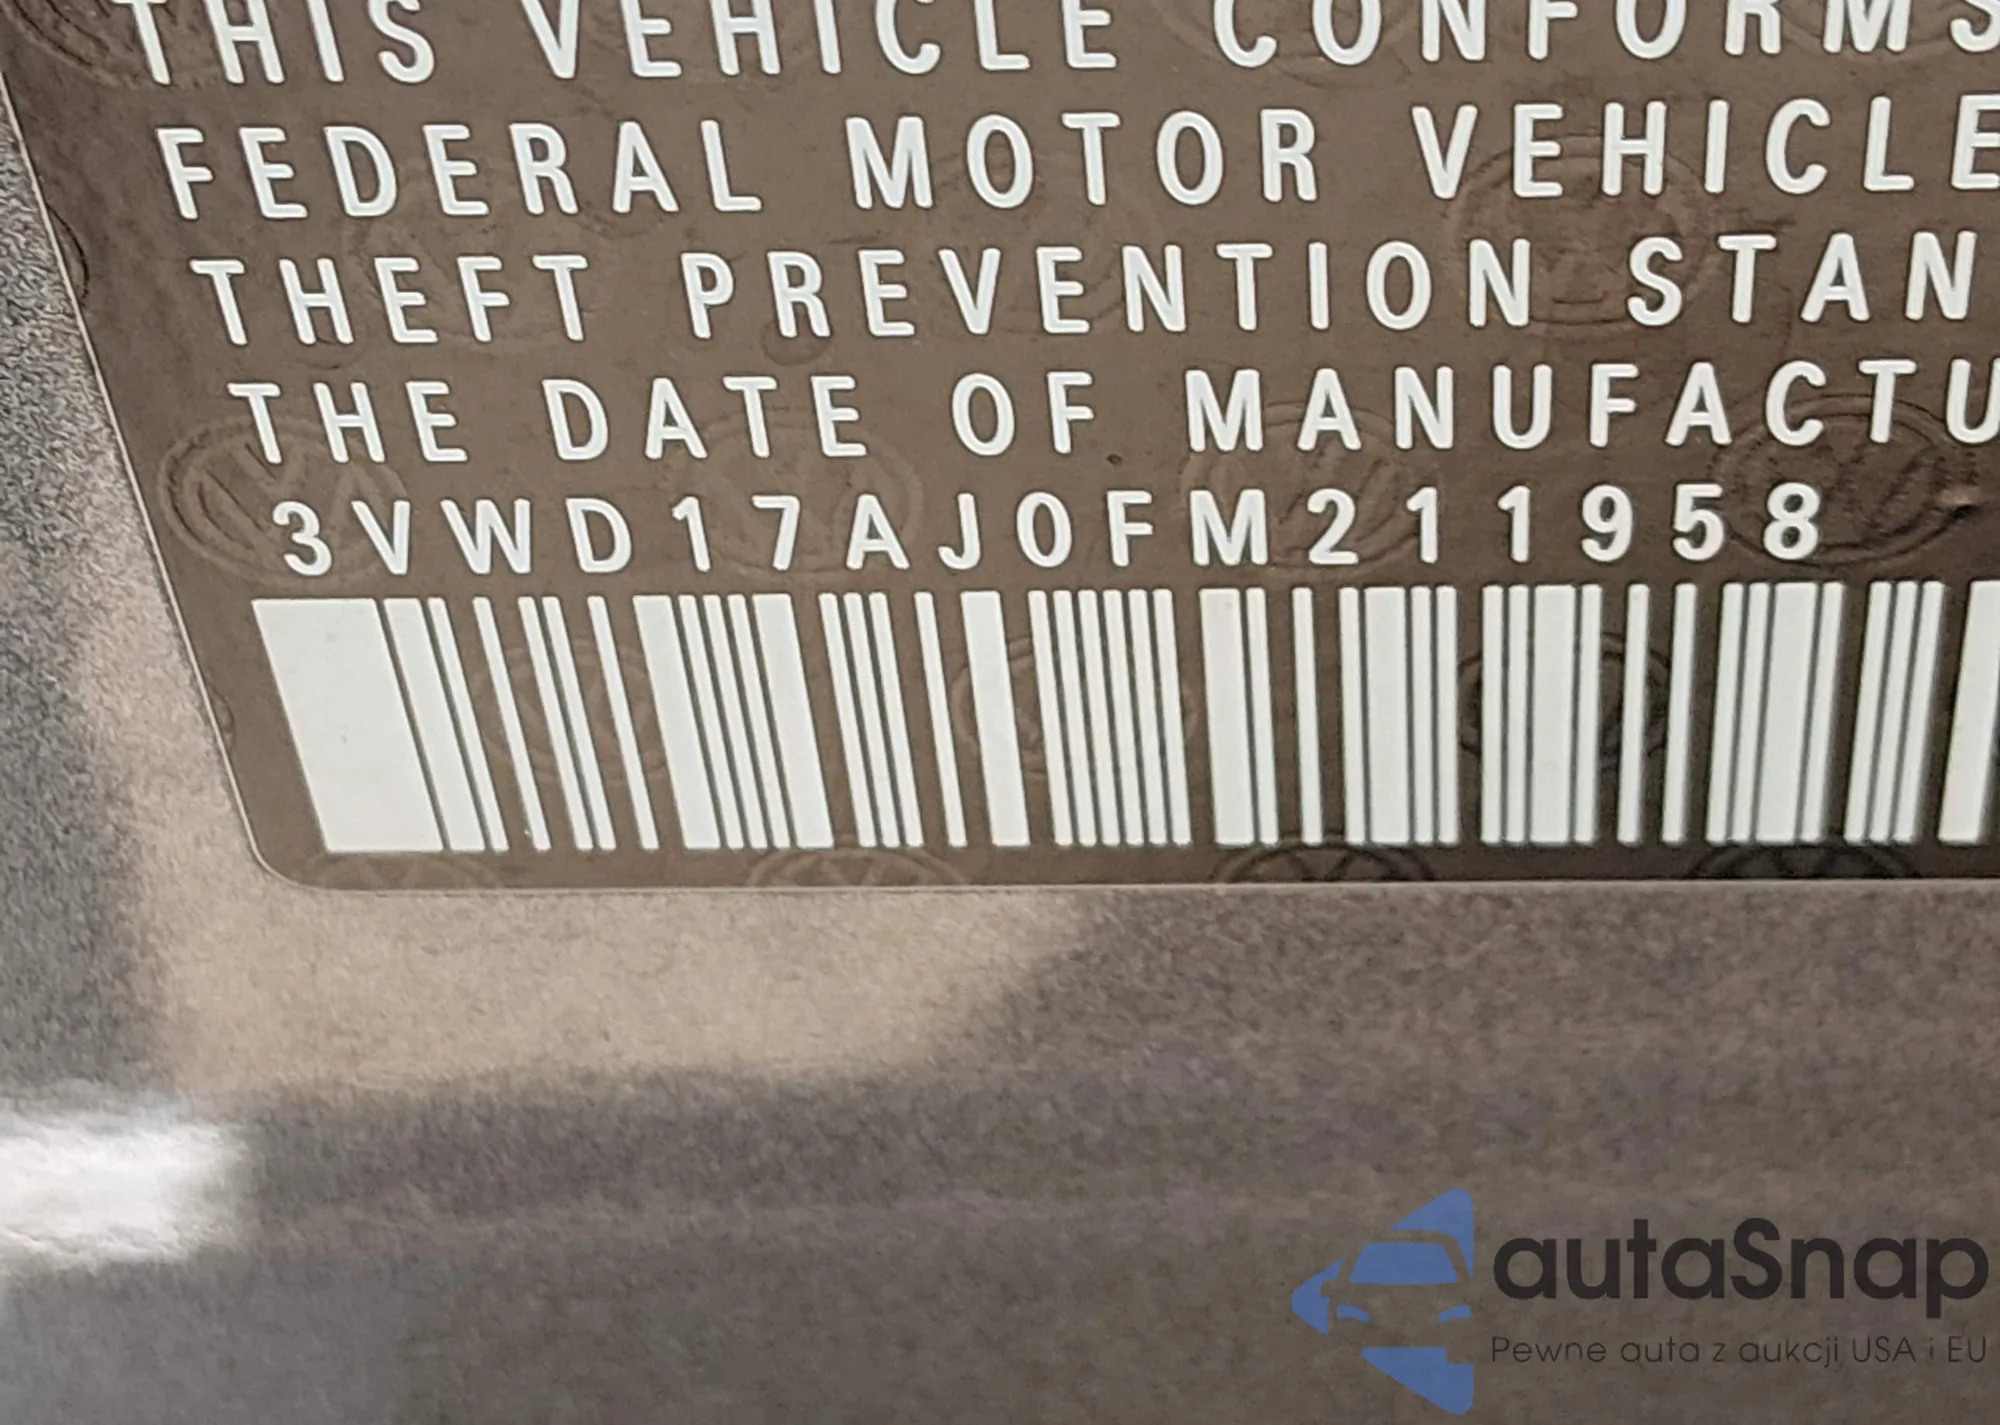 THIS VEHICLE CONFORMS
FEDERAL MOTOR VEHICLE
THEFT PREVENTION STAN
THE DATE OF MANUFACTU
3VWD17AJ0FM211958
autaSnap
Pewne auta z aukcji USA i EU